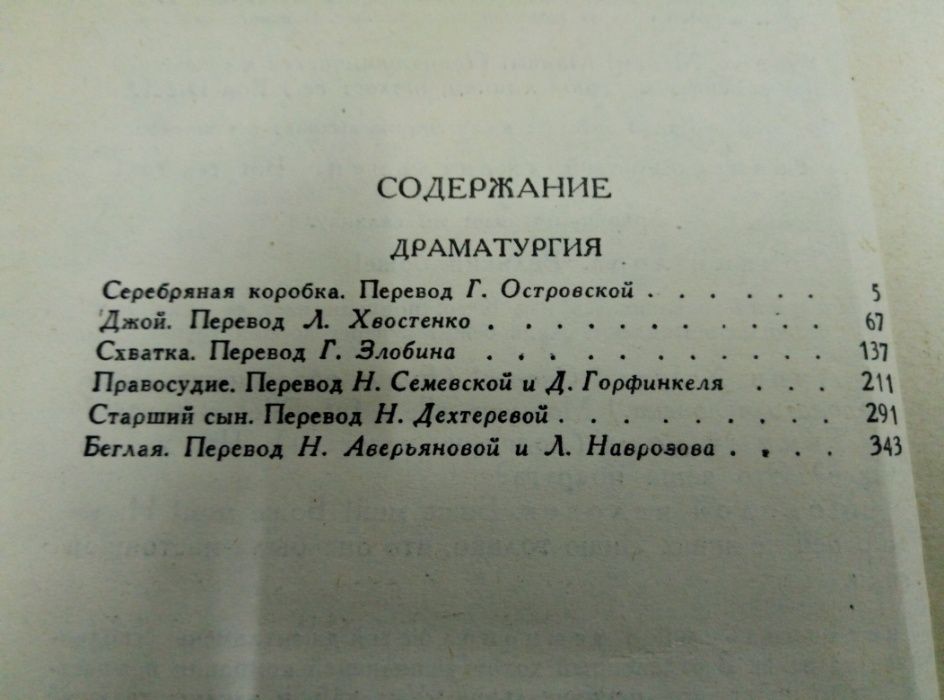 СОДЕРЖАНИЕ
ДРАМАТУРГИЯ
Серебряная коробка. Перевод Г. Островской . . . . . . 5
Джой. Перевод Л. Хвостенко . . . . . . . . . . . 67
Схватка. Перевод Г. Злобина . . . . . . . . . . . 137
Правосудие. Перевод Н. Семевской и Д. Горфинкеля . . . 211
Старший сын. Перевод Н. Дехтеревой . . . . . . . . . 291
Беглая. Перевод Н. Аверьяновой и Л. Наврозова . . . . 343